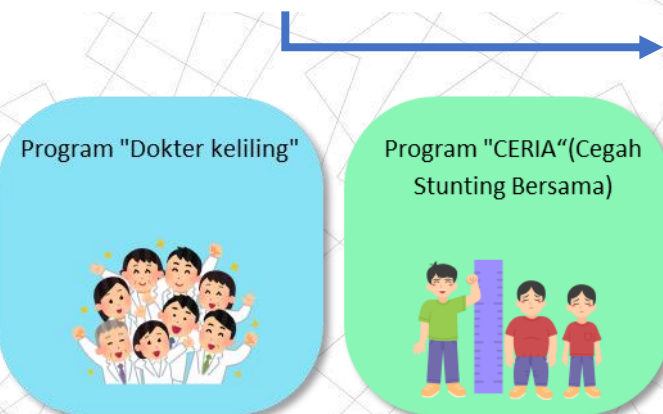 Program "Dokter keliling"
Program "CERIA“(Cegah
Stunting Bersama)